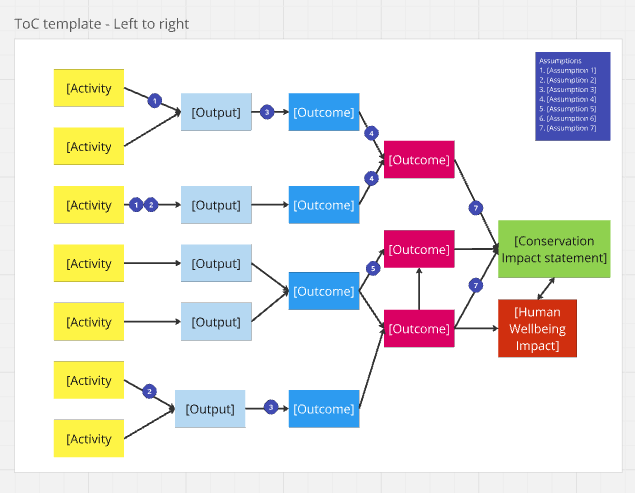 ToC template - Left to right
Assumptions
1. [Assumption 1]
2. [Assumption 2]
3. [Assumption 3]
4. [Assumption 4]
5. [Assumption 5]
6. [Assumption 6]
7. [Assumption 7]
[Activity
1
[Output]
3
[Outcome]
[Activity
4
[Outcome]
4
[Activity
1
2
[Output]
[Outcome]
7
[Activity
[Output]
[Outcome]
5
[Outcome]
[Conservation
Impact statement]
7
[Activity
[Output]
[Outcome]
[Human
Wellbeing
Impact]
[Activity
2
[Output]
3
[Outcome]
[Activity